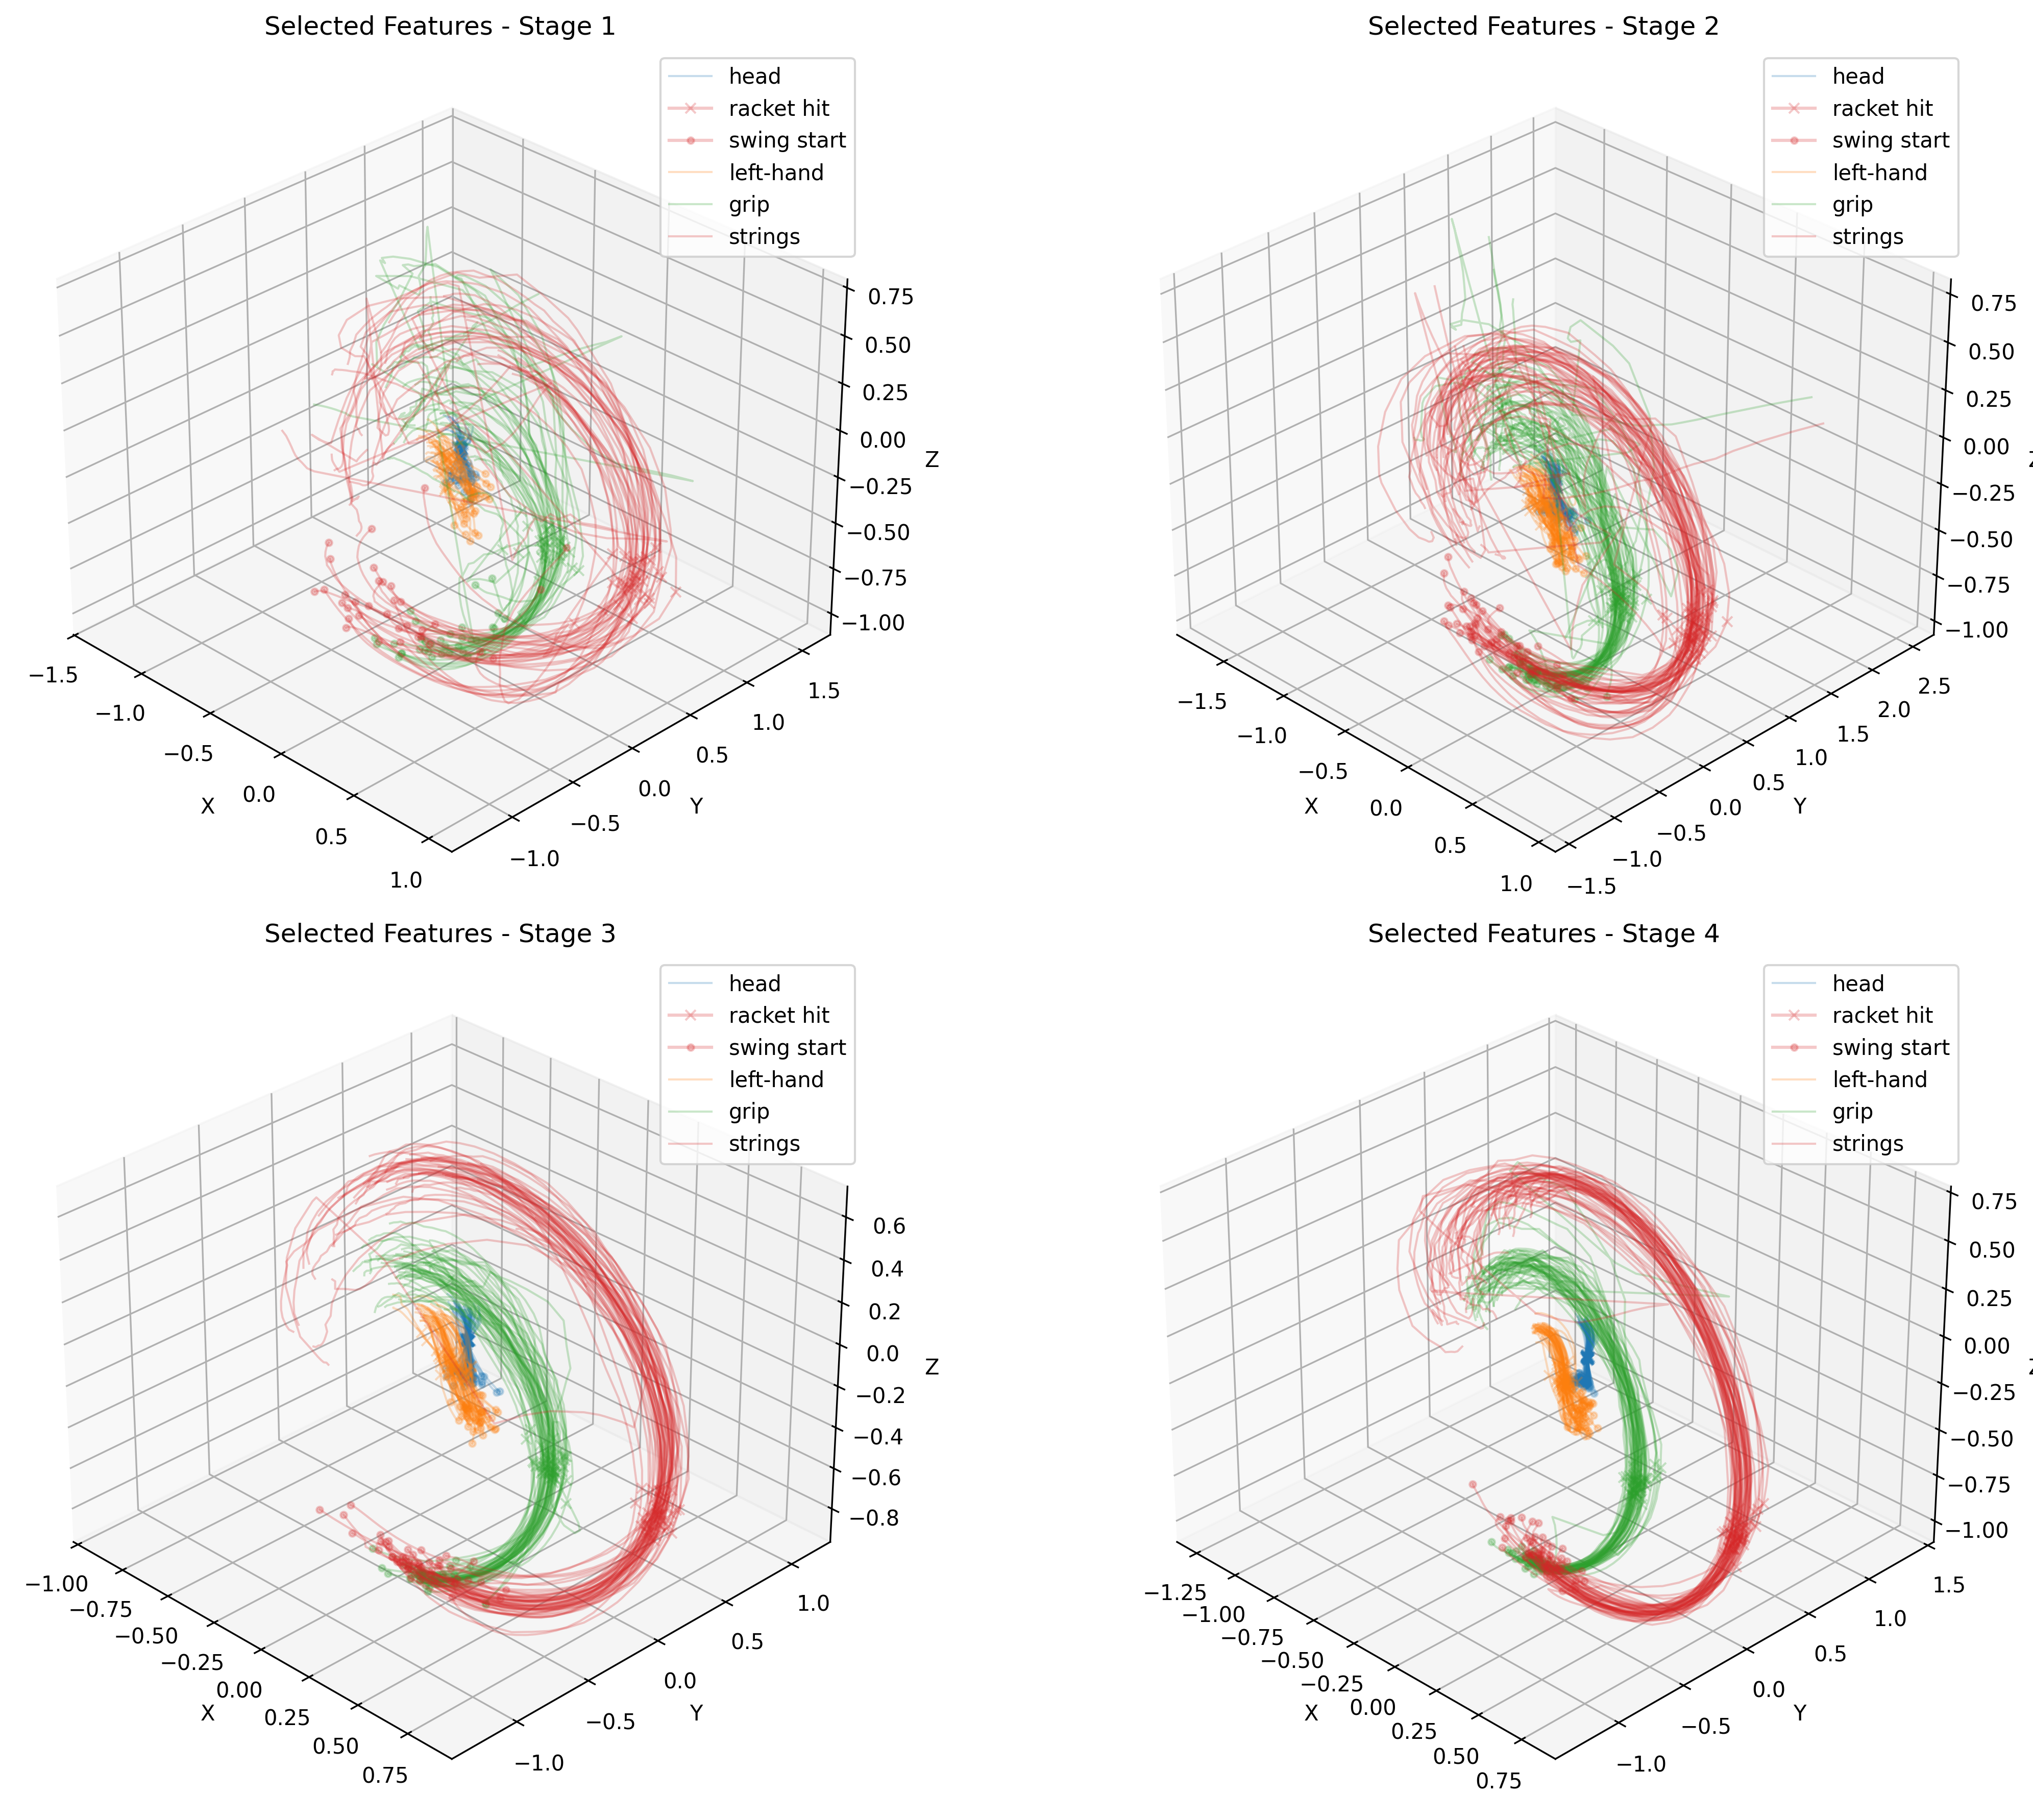 Selected Features - Stage 1
head
racket hit
swing start
left-hand
grip
strings
0.75
0.50
0.25
0.00
−0.25
−0.50
−0.75
−1.00
Z
−1.5
−1.0
−0.5
0.0
0.5
1.0
X
−1.0
−0.5
0.0
0.5
1.0
1.5
Y
Selected Features - Stage 2
head
racket hit
swing start
left-hand
grip
strings
0.75
0.50
0.25
0.00
−0.25
−0.50
−0.75
−1.00
−1.5
−1.0
−0.5
0.0
0.5
1.0
X
−1.5
−1.0
−0.5
0.0
0.5
1.0
1.5
2.0
2.5
Y
Selected Features - Stage 3
head
racket hit
swing start
left-hand
grip
strings
0.6
0.4
0.2
0.0
−0.2
−0.4
−0.6
−0.8
Z
−1.00
−0.75
−0.50
−0.25
0.00
0.25
0.50
0.75
X
−1.0
−0.5
0.0
0.5
1.0
Y
Selected Features - Stage 4
head
racket hit
swing start
left-hand
grip
strings
0.75
0.50
0.25
0.00
−0.25
−0.50
−0.75
−1.00
−1.25
−1.00
−0.75
−0.50
−0.25
0.00
0.25
0.50
0.75
X
−1.0
−0.5
0.0
0.5
1.0
1.5
Y